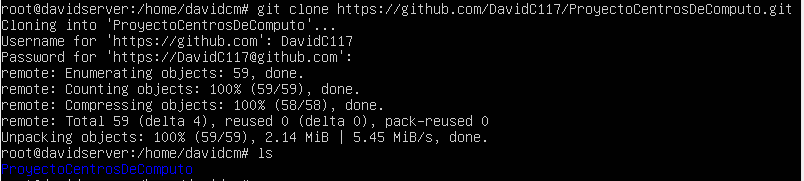 root@davidserver:/home/davidcm# git clone https://github.com/DavidC117/ProyectoCentrosDeComputo.git
Cloning into 'ProyectoCentrosDeComputo'...
Username for 'https://github.com': DavidC117
Password for 'https://DavidC117@github.com':
remote: Enumerating objects: 59, done.
remote: Counting objects: 100% (59/59), done.
remote: Compressing objects: 100% (58/58), done.
remote: Total 59 (delta 4), reused 0 (delta 0), pack-reused 0
Unpacking objects: 100% (59/59), 2.14 MiB | 5.45 MiB/s, done.
root@davidserver:/home/davidcm# ls
ProyectoCentrosDeComputo